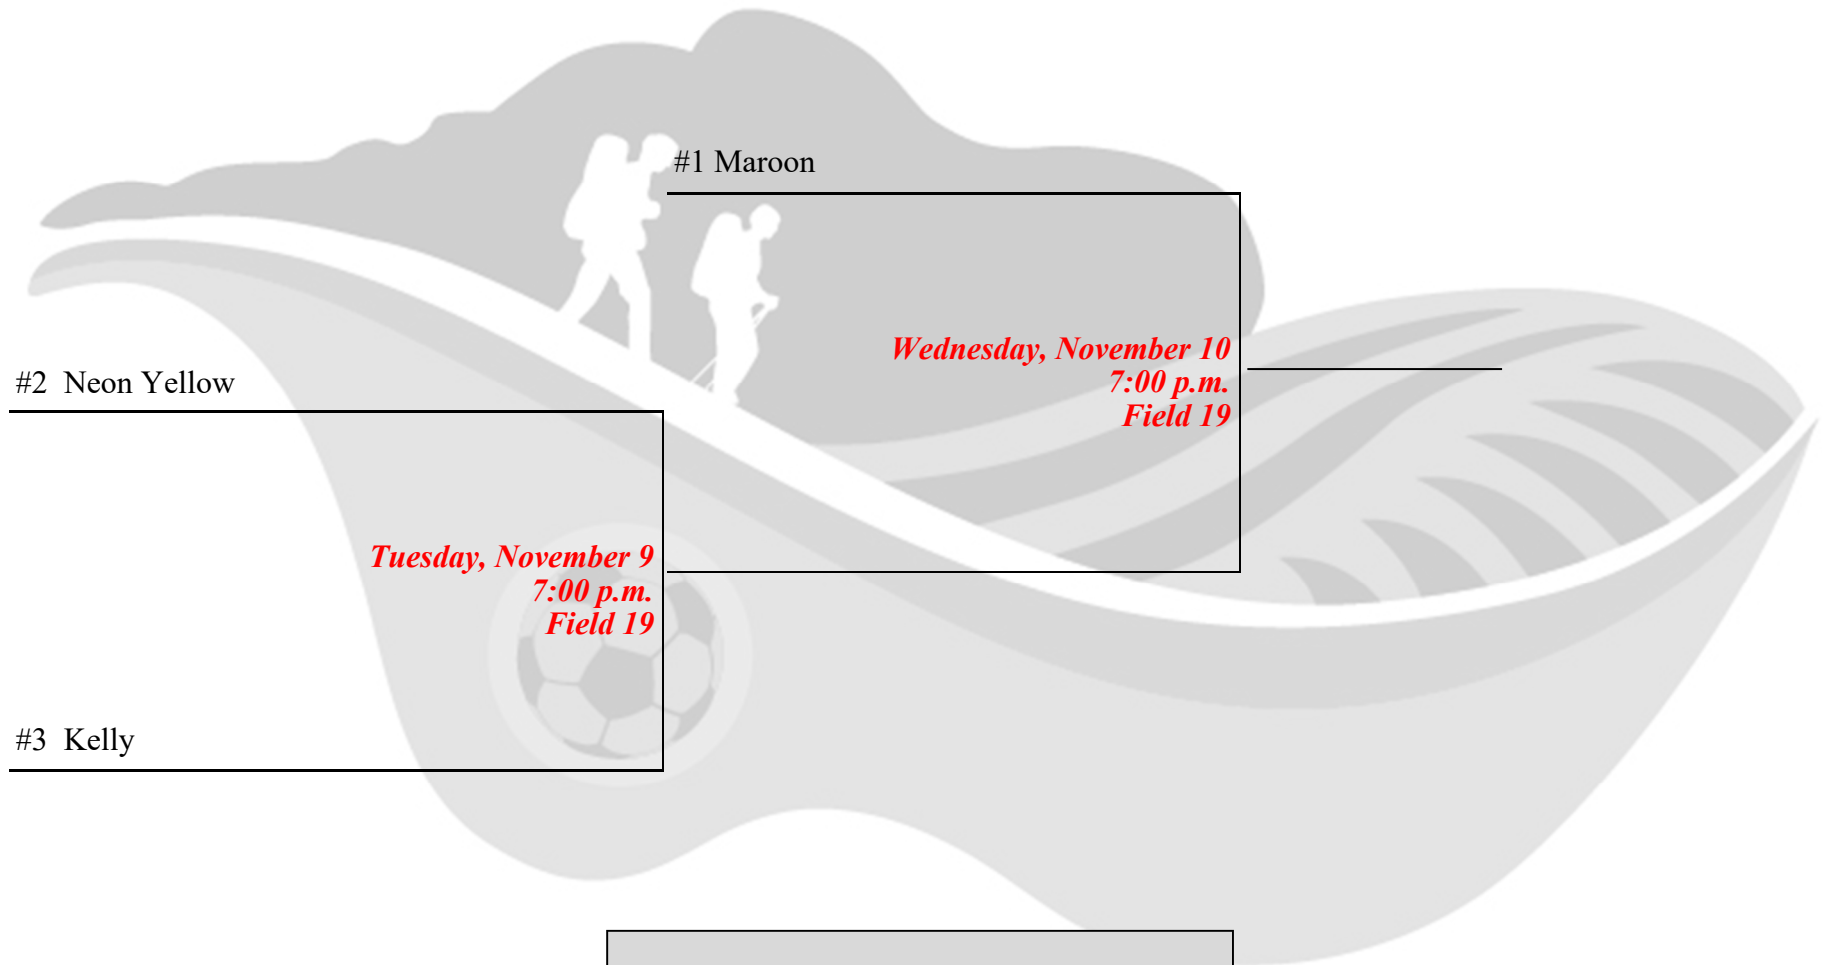 #1 Maroon
Wednesday, November 10
7:00 p.m.
Field 19
#2  Neon Yellow
Tuesday, November 9
7:00 p.m.
Field 19
#3  Kelly